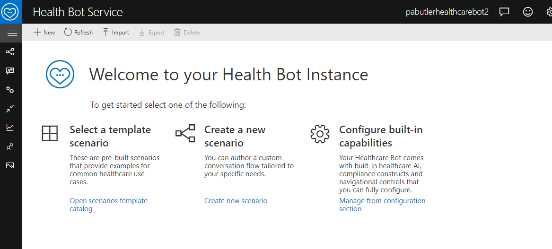 Health Bot Service
pabutlerhealthcarebot2
New Refresh Import Export Delete
Welcome to your Health Bot Instance
To get started select one of the following:
Select a template
scenario
These are pre-built scenarios
that provide examples for
common healthcare use
cases.
Open scenarios template
catalog
Create a new
scenario
You can author a custom
conversation flow tailored to
your specific needs.
Create new scenario
Configure built-in
capabilities
Your Healthcare Bot comes
with built-in healthcare AI,
compliance constructs and
navigational controls that
you can fully configure.
Manage from configuration
section